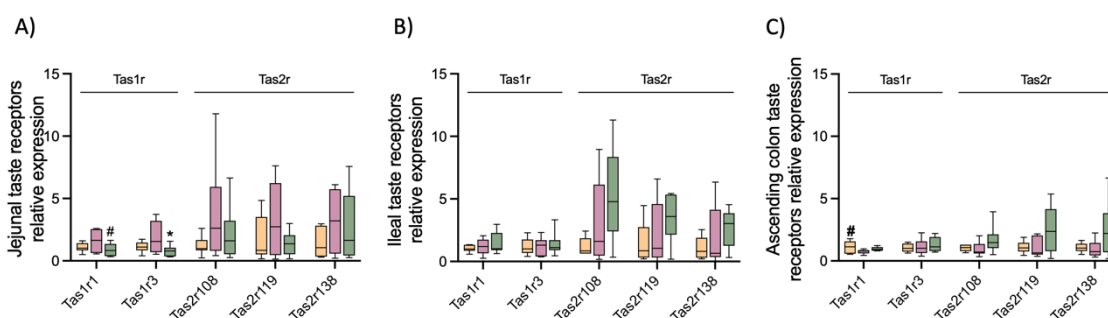 A)
Jejunal taste receptors
relative expression
15
10
5
0
Tas1r
Tas2r
#
*
Tas1r1
Tas1r3
Tas2r108
Tas2r119
Tas2r138
B)
Ileal taste receptors
relative expression
15
10
5
0
Tas1r
Tas2r
Tas1r1
Tas1r3
Tas2r108
Tas2r119
Tas2r138
C)
Ascending colon taste
receptors relative expression
15
10
5
0
Tas1r
Tas2r
#
Tas1r1
Tas1r3
Tas2r108
Tas2r119
Tas2r138